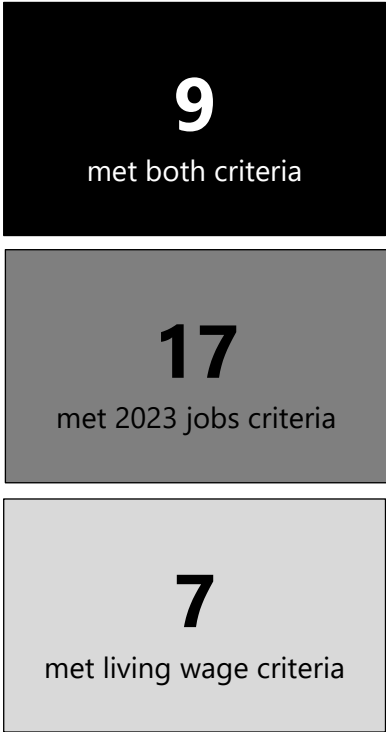 9
met both criteria
17
met 2023 jobs criteria
7
met living wage criteria